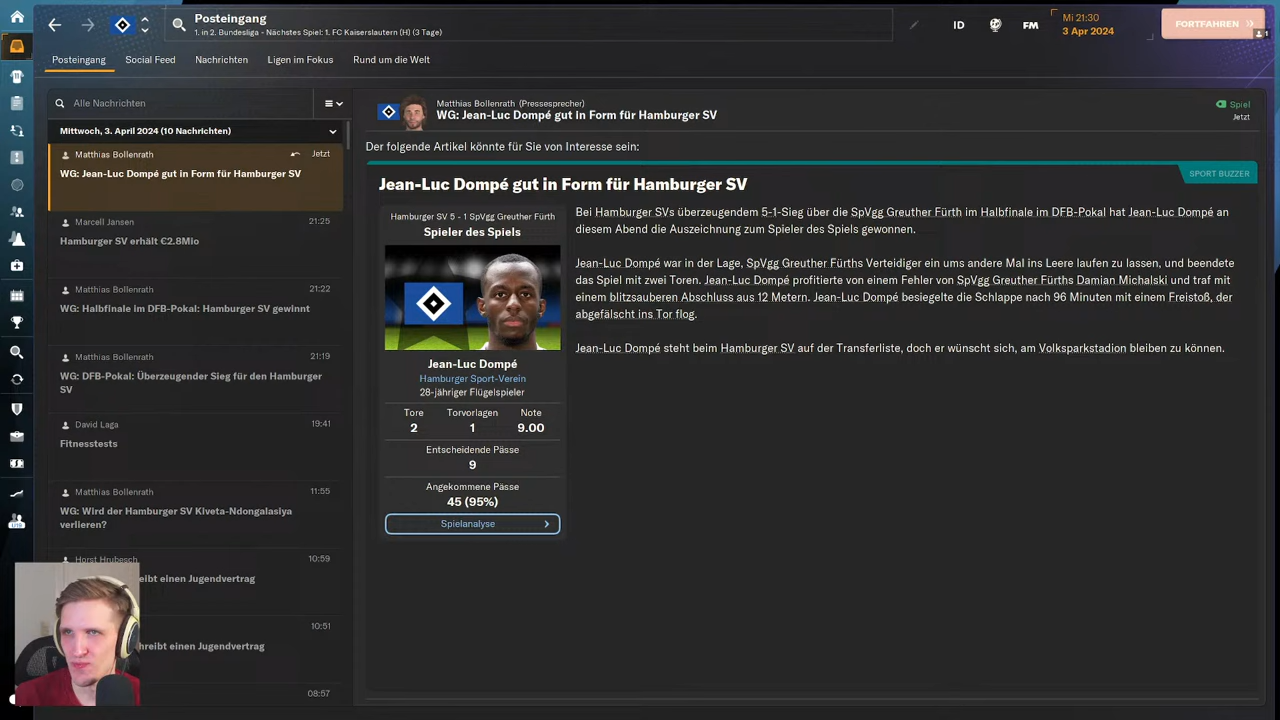 Posteingang
1. in 2. Bundesliga - Nächstes Spiel: 1. FC Kaiserslautern (H) (3 Tage)
ID
FM
Mi 21:30
3 Apr 2024
FORTFAHREN
1
Posteingang
Social Feed
Nachrichten
Ligen im Fokus
Rund um die Welt
Alle Nachrichten
Mittwoch, 3. April 2024 (10 Nachrichten)
Matthias Bollenrath
Jetzt
WG: Jean-Luc Dompé gut in Form für Hamburger SV
Marcell Jansen
21:25
Hamburger SV erhält €2.8Mio
Matthias Bollenrath
21:22
WG: Halbfinale im DFB-Pokal: Hamburger SV gewinnt
Matthias Bollenrath
21:19
WG: DFB-Pokal: Überzeugender Sieg für den Hamburger
SV
David Laga
19:41
Fitnesstests
Matthias Bollenrath
11:55
WG: Wird der Hamburger SV Kiveta-Ndongalasiya
verlieren?
Horst Hrubesch
10:59
eibt einen Jugendvertrag
10:51
hreibt einen Jugendvertrag
08:57
U19
Matthias Bollenrath (Pressesprecher)
WG: Jean-Luc Dompé gut in Form für Hamburger SV
Spiel
Jetzt
Der folgende Artikel könnte für Sie von Interesse sein:
SPORT BUZZER
Jean-Luc Dompé gut in Form für Hamburger SV
Hamburger SV 5 - 1 SpVgg Greuther Fürth
Spieler des Spiels
Jean-Luc Dompé
Hamburger Sport-Verein
28-jähriger Flügelspieler
Tore
Torvorlagen
Note
2
1
9.00
Entscheidende Pässe
9
Angekommene Pässe
45 (95%)
Spielanalyse
Bei Hamburger SVs überzeugendem 5-1-Sieg über die SpVgg Greuther Fürth im Halbfinale im DFB-Pokal hat Jean-Luc Dompé an
diesem Abend die Auszeichnung zum Spieler des Spiels gewonnen.
Jean-Luc Dompé war in der Lage, SpVgg Greuther Fürths Verteidiger ein ums andere Mal ins Leere laufen zu lassen, und beendete
das Spiel mit zwei Toren. Jean-Luc Dompé profitierte von einem Fehler von SpVgg Greuther Fürths Damian Michalski und traf mit
einem blitzsauberen Abschluss aus 12 Metern. Jean-Luc Dompé besiegelte die Schlappe nach 96 Minuten mit einem Freistoß, der
abgefälscht ins Tor flog.
Jean-Luc Dompé steht beim Hamburger SV auf der Transferliste, doch er wünscht sich, am Volksparkstadion bleiben zu können.